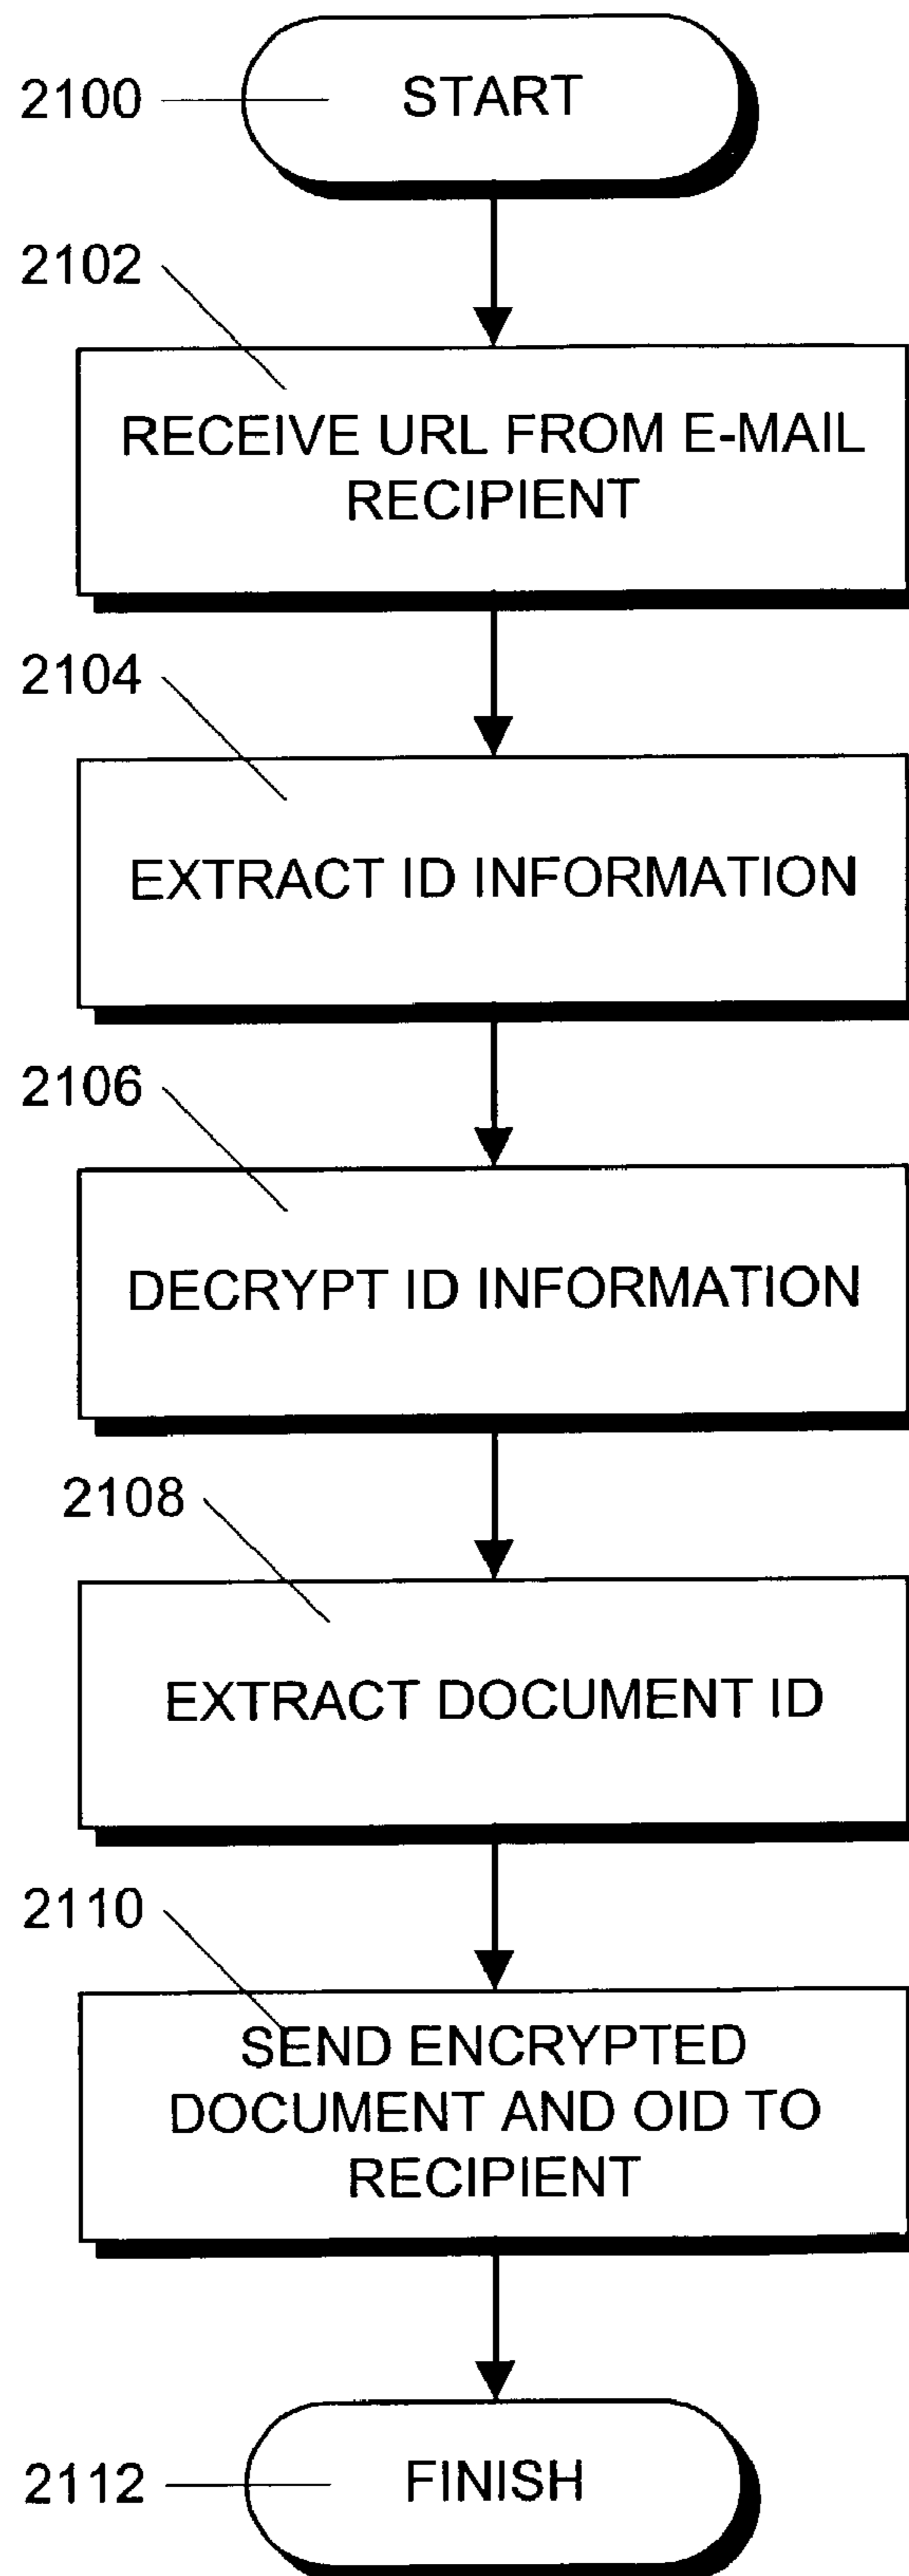 2100
START
2102
RECEIVE URL FROM E-MAIL
RECIPIENT
2104
EXTRACT ID INFORMATION
2106
DECRYPT ID INFORMATION
2108
EXTRACT DOCUMENT ID
2110
SEND ENCRYPTED
DOCUMENT AND OID TO
RECIPIENT
2112
FINISH